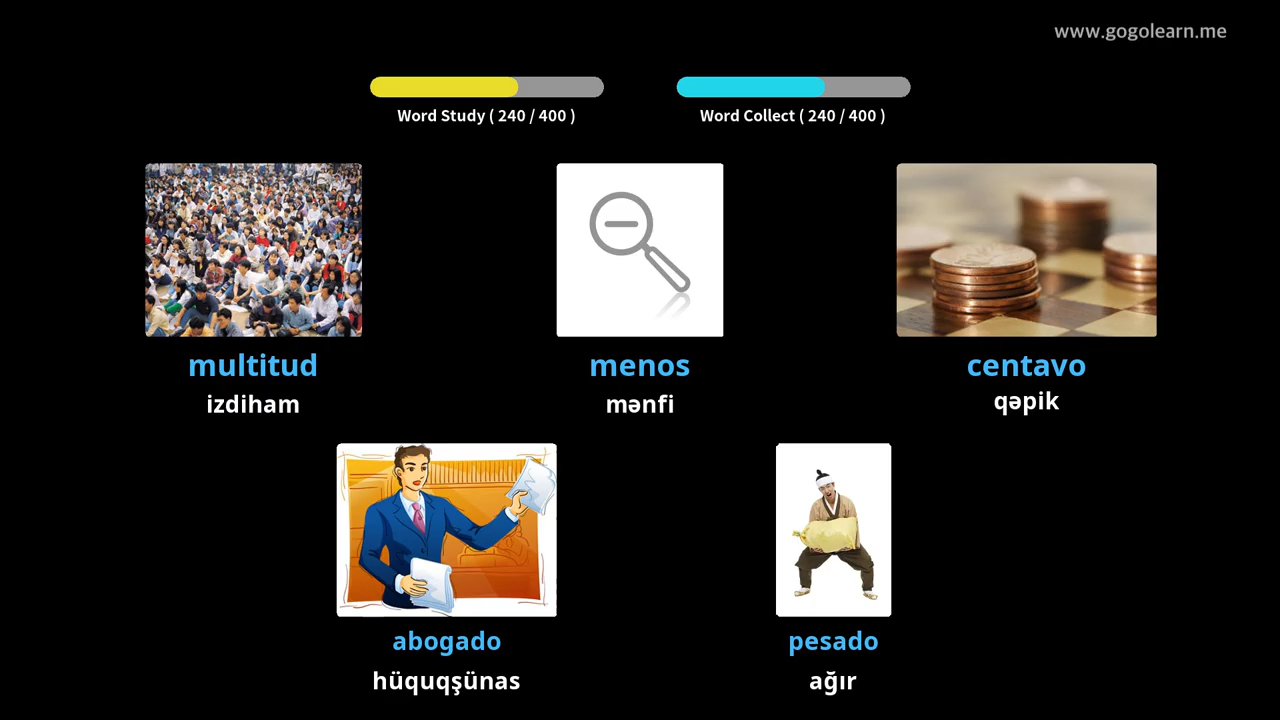 www.gogolearn.me
Word Study ( 240 / 400 )
Word Collect ( 240 / 400 )
multitud
izdiham
menos
mənfi
centavo
qəpik
abogado
hüquqşünas
pesado
ağır